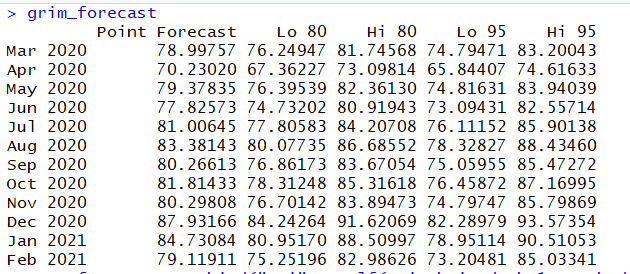 > grim_forecast
Point Forecast Lo 80 Hi 80 Lo 95 Hi 95
Mar 2020 78.99757 76.24947 81.74568 74.79471 83.20043
Apr 2020 70.23020 67.36227 73.09814 65.84407 74.61633
May 2020 79.37835 76.39539 82.36130 74.81631 83.94039
Jun 2020 77.82573 74.73202 80.91943 73.09431 82.55714
Jul 2020 81.00645 77.80583 84.20708 76.11152 85.90138
Aug 2020 83.38143 80.07735 86.68552 78.32827 88.43460
Sep 2020 80.26613 76.86173 83.67054 75.05955 85.47272
Oct 2020 81.81433 78.31248 85.31618 76.45872 87.16995
Nov 2020 80.29808 76.70142 83.89473 74.79747 85.79869
Dec 2020 87.93166 84.24264 91.62069 82.28979 93.57354
Jan 2021 84.73084 80.95170 88.50997 78.95114 90.51053
Feb 2021 79.11911 75.25196 82.98626 73.20481 85.03341